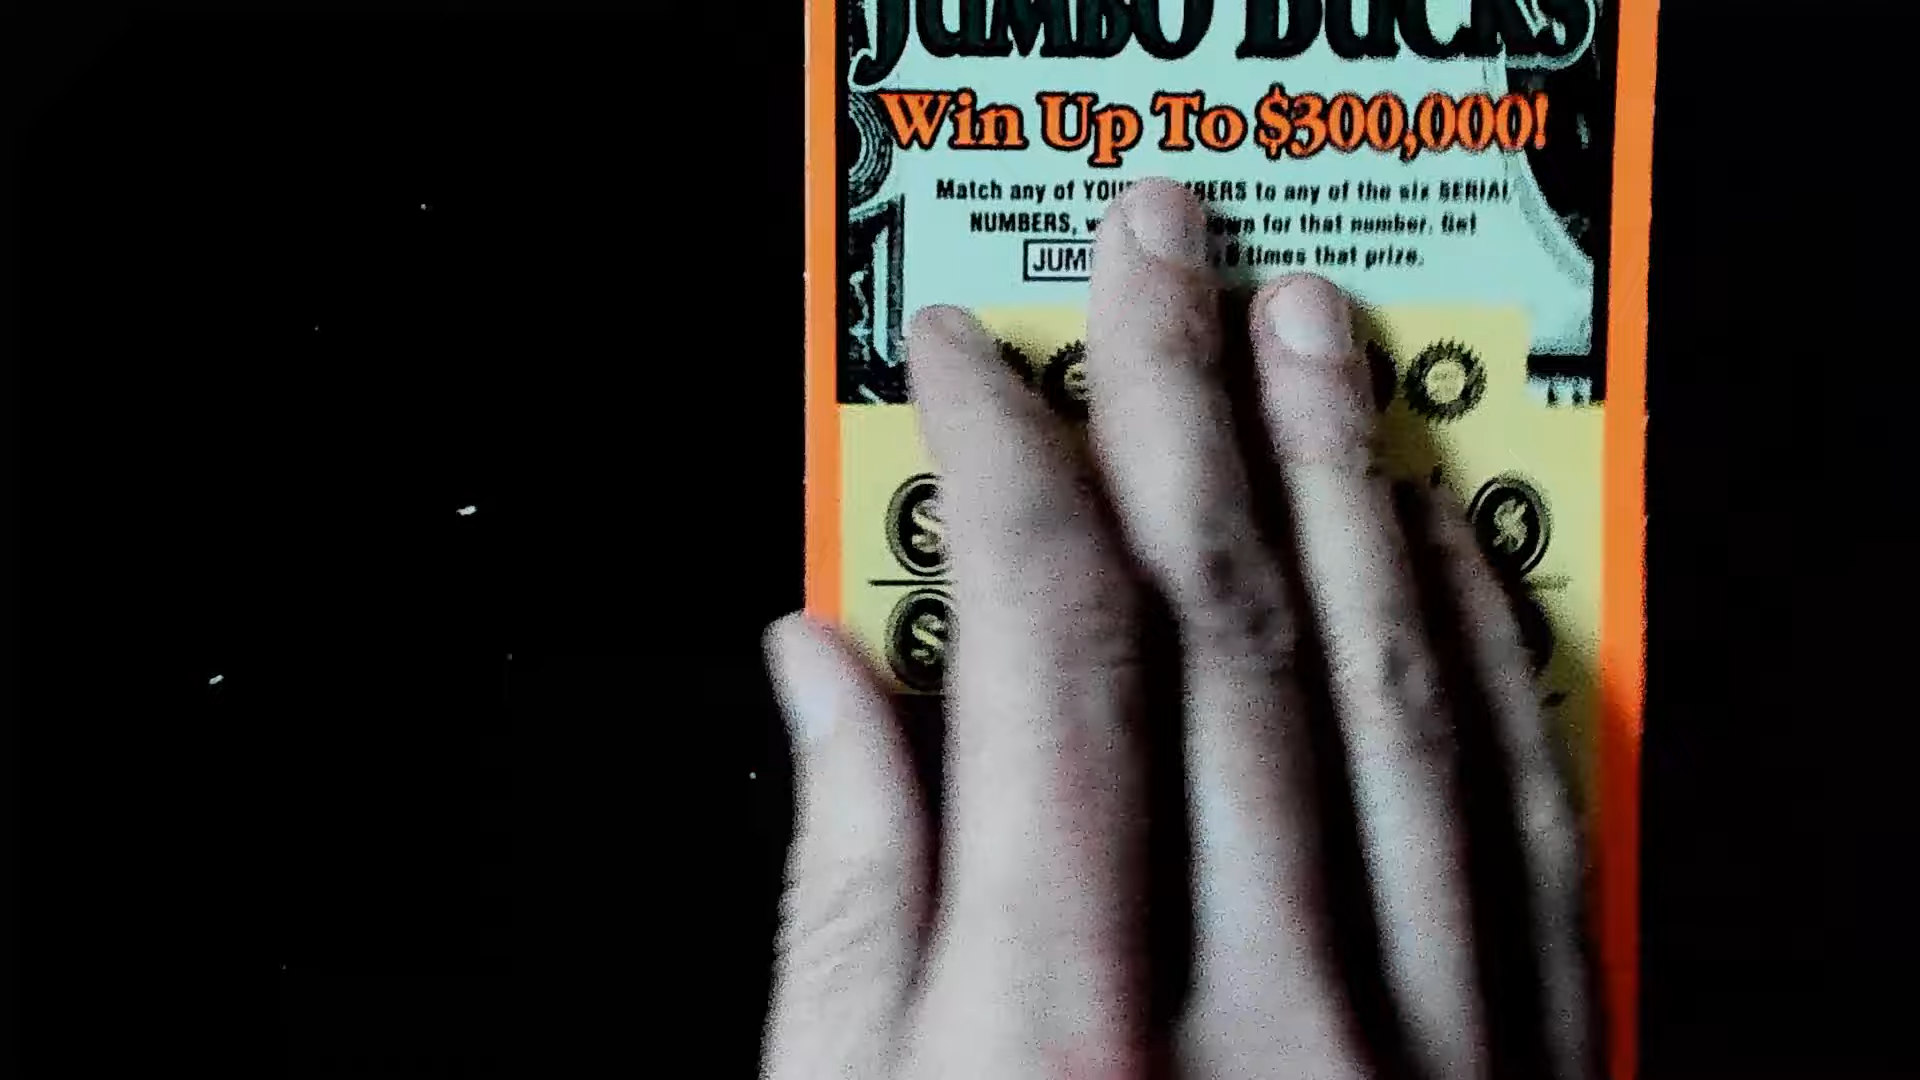 JUMBO BUCKS
Win Up To $300,000!
Match any of YOUR NUMBERS to any of the six SERIAL
NUMBERS, for that number. Get
times that prize.